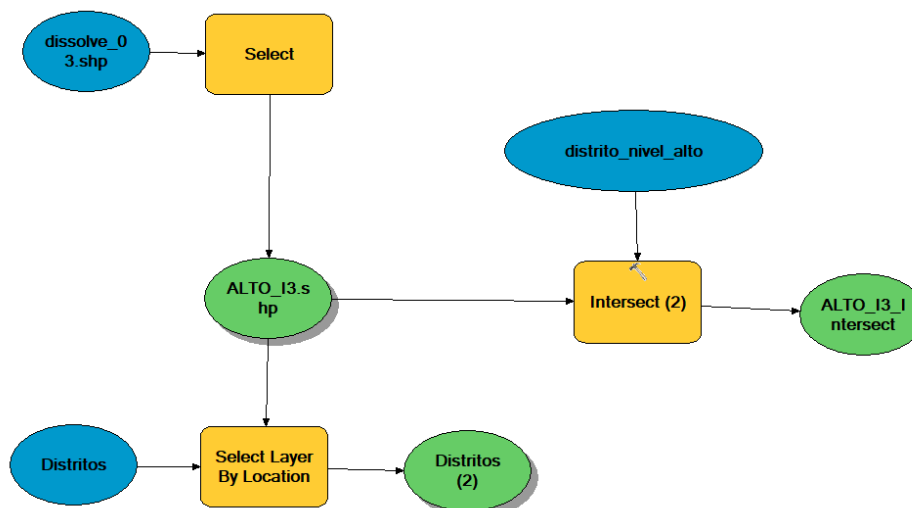 dissolve_0
3.shp
Select
distrito_nivel_alto
ALTO_I3.s
hp
Intersect (2)
ALTO_I3_I
ntersect
Distritos
Select Layer
By Location
Distritos
(2)